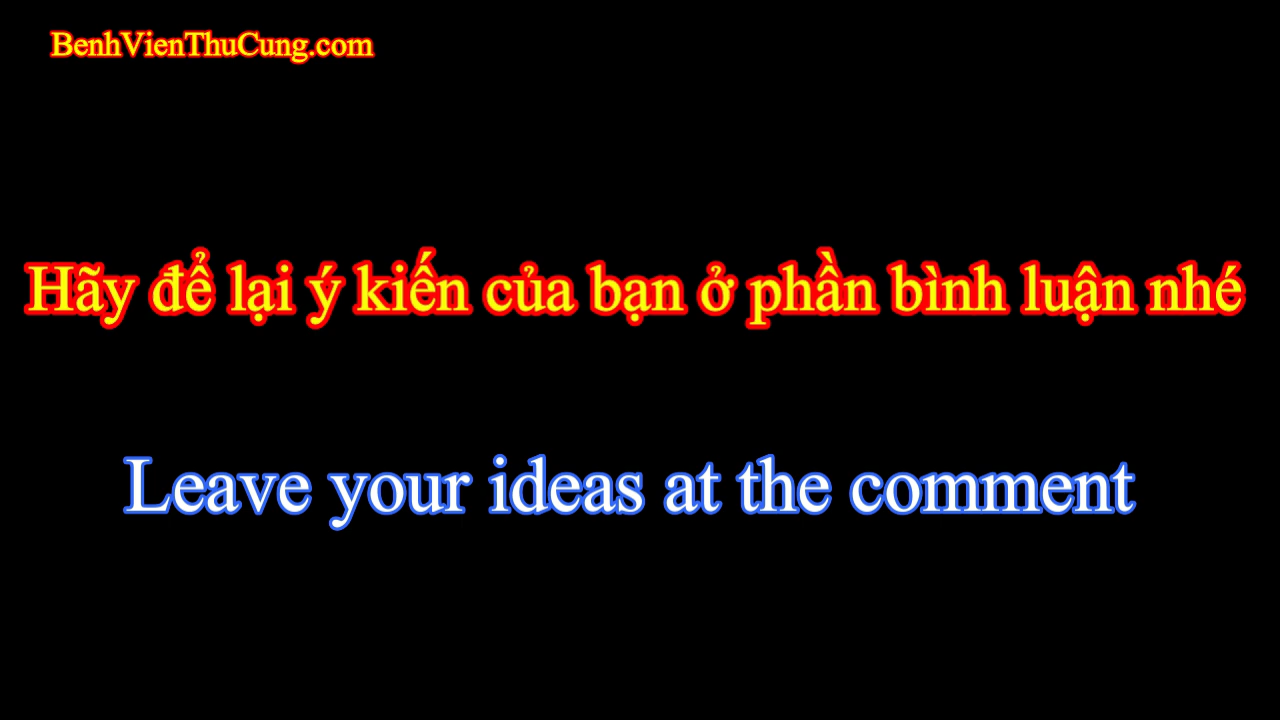 BenhVienThuCung.com
Hãy để lại ý kiến của bạn ở phần bình luận nhé
Leave your ideas at the comment